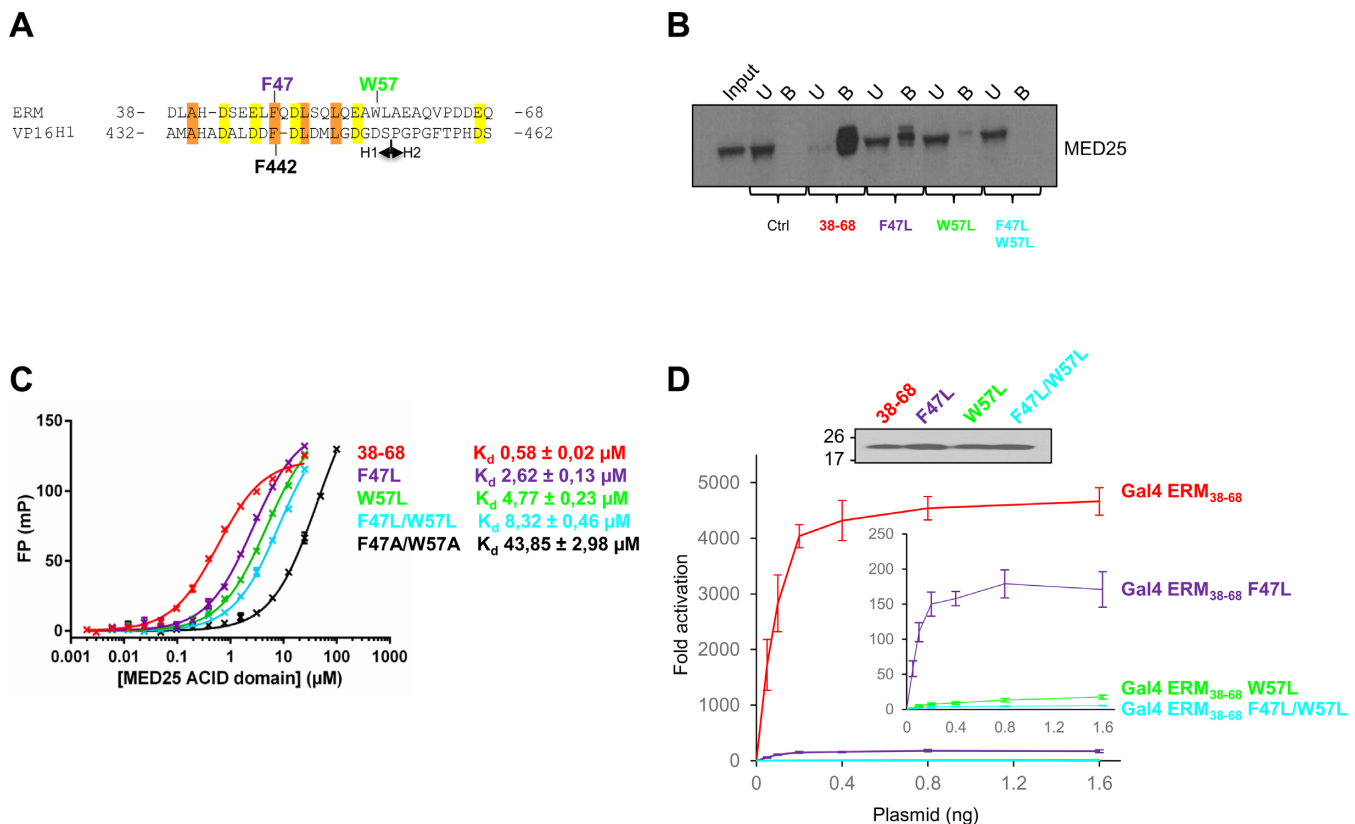 A
F47 W57
ERM 38- DLAH-DSEELFQDLSQLQEAWLAEAQVPDDEQ -68
VP16H1 432- AMAHADALDDF-DLDMLGDGDSPGPGFTPHDS -462
F442 H1 H2
B
Input U B U B U B U B U B
MED25
Ctrl 38-68 F47L W57L F47L
W57L
C
150
100
50
0
FP (mP)
0.001 0.01 0.1 1 10 100 1000
[MED25 ACID domain] (µM)
38-68 Kd 0,58 ± 0,02 µM
F47L Kd 2,62 ± 0,13 µM
W57L Kd 4,77 ± 0,23 µM
F47L/W57L Kd 8,32 ± 0,46 µM
F47A/W57A Kd 43,85 ± 2,98 µM
D
38-68 F47L W57L F47L/W57L
26
17
5000
4000
3000
2000
1000
0
Fold activation
0 0.4 0.8 1.2 1.6
Plasmid (ng)
250
200
150
100
50
0
0 0.4 0.8 1.6
Gal4 ERM38-68
Gal4 ERM38-68 F47L
Gal4 ERM38-68 W57L
Gal4 ERM38-68 F47L/W57L